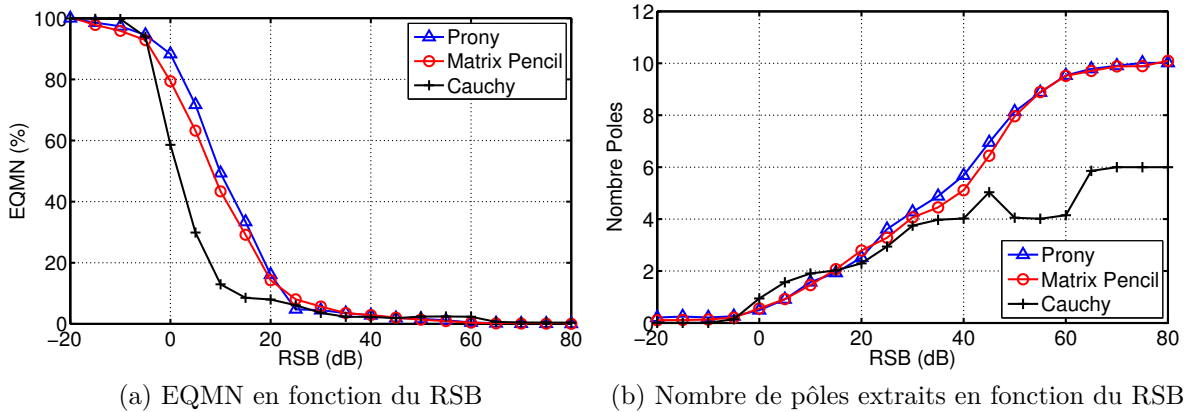 100
80
60
40
20
0
−20 0 20 40 60 80
EQMN (%)
RSB (dB)
Prony
Matrix Pencil
Cauchy
(a) EQMN en fonction du RSB
12
10
8
6
4
2
0
−20 0 20 40 60 80
Nombre Poles
RSB (dB)
Prony
Matrix Pencil
Cauchy
(b) Nombre de pôles extraits en fonction du RSB